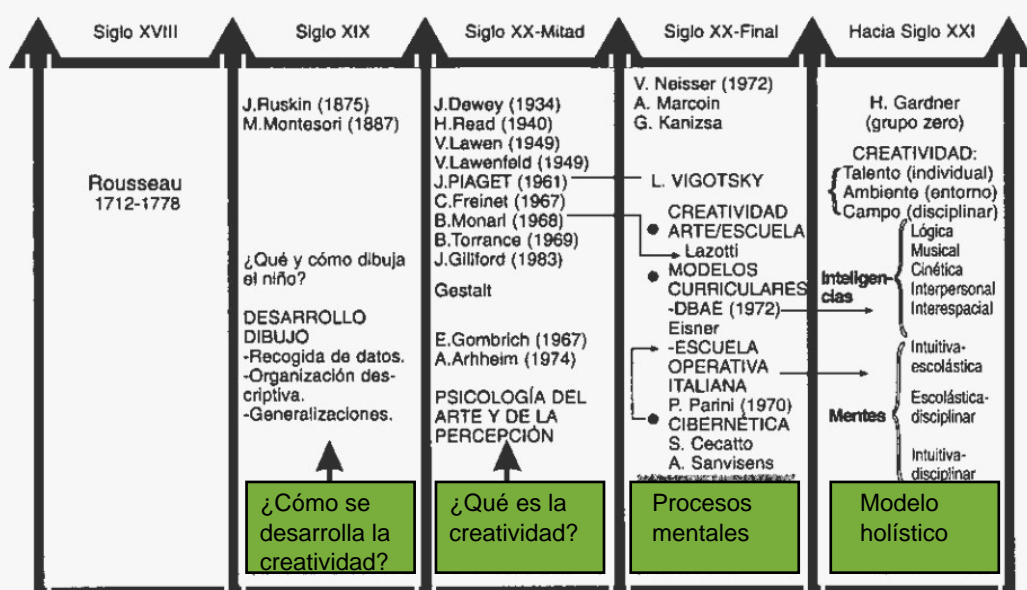 Siglo XVIII
Siglo XIX
Siglo XX-Mitad
Siglo XX-Final
Hacia Siglo XXI
Rousseau
1712-1778
J.Ruskin (1875)
M.Montesori (1887)
¿Qué y cómo dibuja
el niño?
DESARROLLO
DIBUJO
-Recogida de datos.
-Organización des-
criptiva.
-Generalizaciones.
¿Cómo se
desarrolla la
creatividad?
J.Dewey (1934)
H.Read (1940)
V.Lawen (1949)
V.Lawenfeld (1949)
J.PIAGET (1961)
C.Freinet (1967)
B.Monarl (1968)
B.Torrance (1969)
J.Giliford (1983)
Gestalt
E.Gombrich (1967)
A.Arhheim (1974)
PSICOLOGÍA DEL
ARTE Y DE LA
PERCEPCIÓN
¿Qué es la
creatividad?
V. Neisser (1972)
A. Marcoin
G. Kanizsa
L. VIGOTSKY
CREATIVIDAD
ARTE/ESCUELA
Lazotti
MODELOS
CURRICULARES
-DBAE (1972)
Eisner
-ESCUELA
OPERATIVA
ITALIANA
P. Parini (1970)
CIBERNÉTICA
S. Cecatto
A. Sanvisens
Procesos
mentales
H. Gardner
(grupo zero)
CREATIVIDAD:
Talento (individual)
Ambiente (entorno)
Campo (disciplinar)
Inteligen-
cias
Lógica
Musical
Cinética
Interpersonal
Interespacial
Mentes
Intuitiva-
escolástica
Escolástica-
disciplinar
Intuitiva-
disciplinar
Modelo
holístico